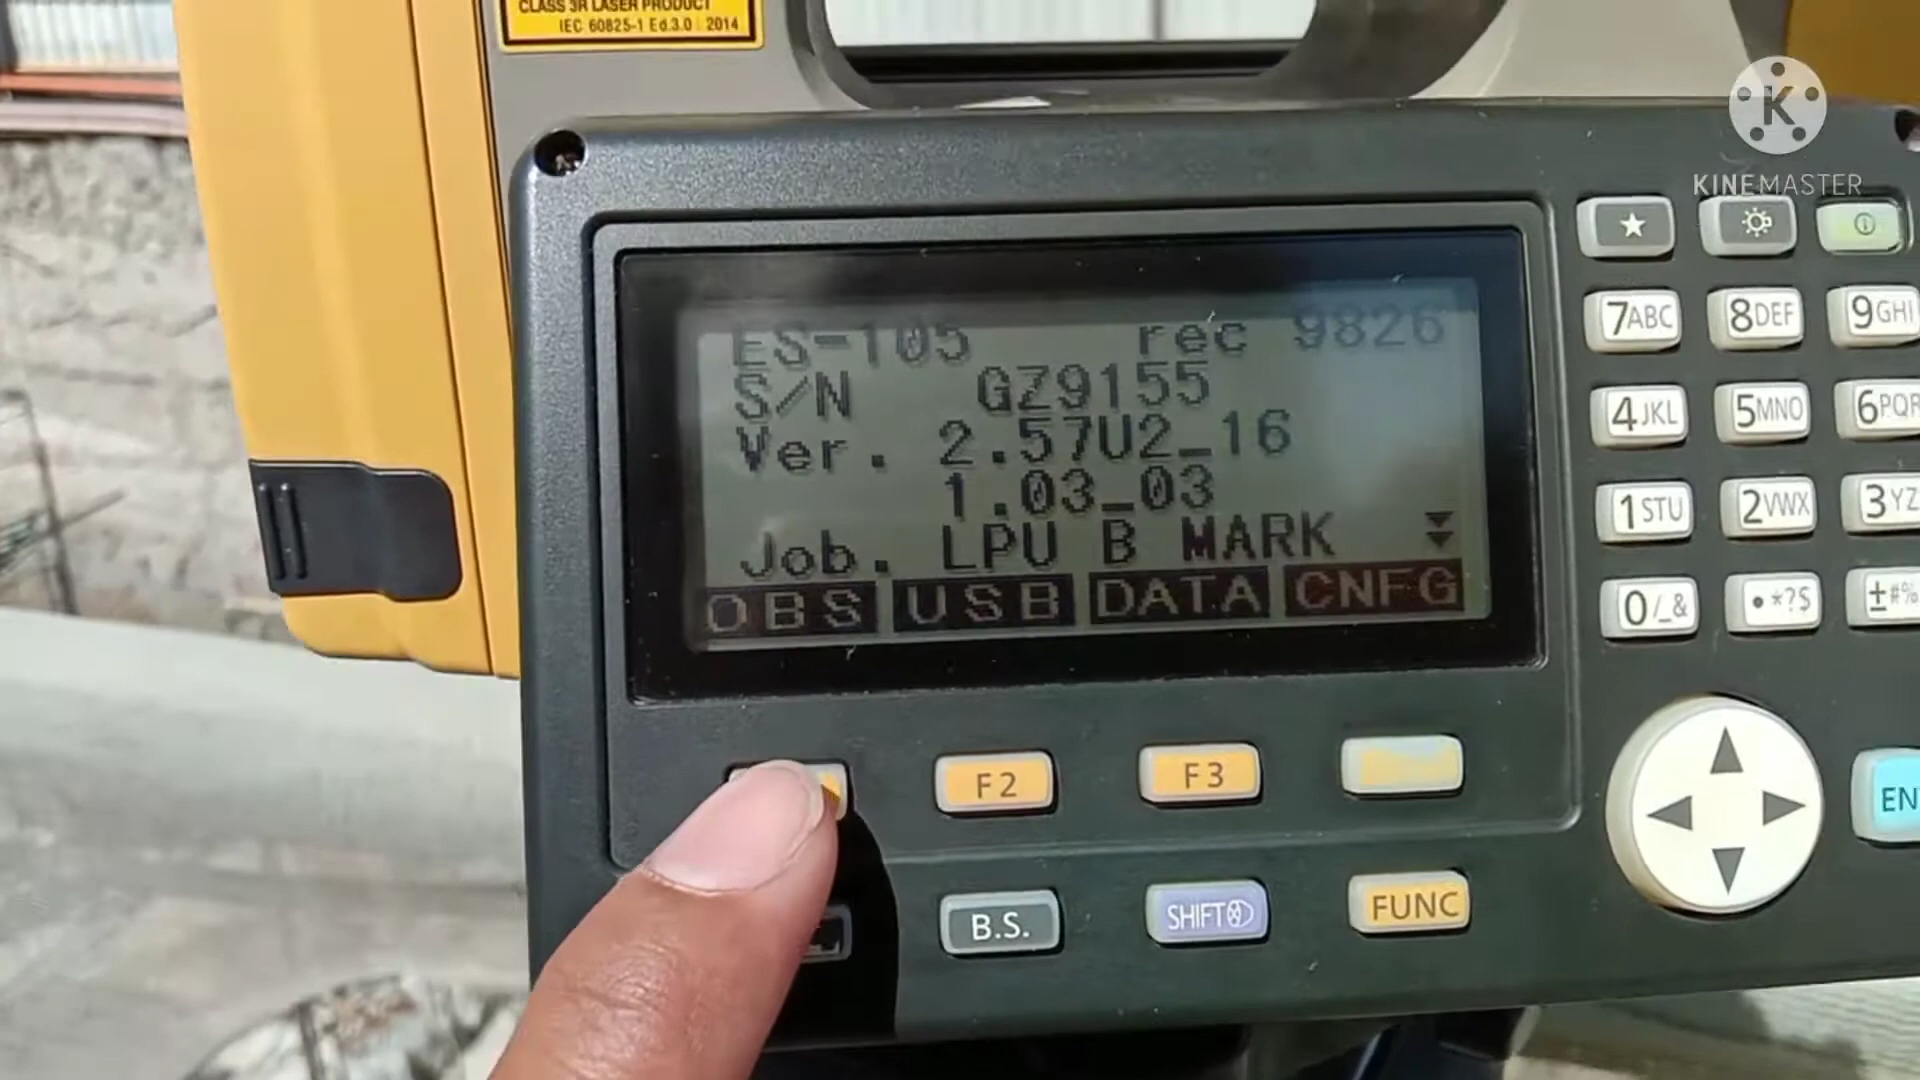 CLASS 3R LASER PRODUCT
IEC 60825-1 Ed.3.0 : 2014
KINEMASTER
ES-105 rec 9826
S/N GZ9155
Ver. 2.57U2_16
1.03_03
Job. LPU B MARK
OBS USB DATA CNFG
7ABC 8DEF 9GHI
4JKL 5MNO 6PQR
1STU 2VWX 3YZ
0/_& •*?$ ±#%
F2 F3
B.S. SHIFT FUNC